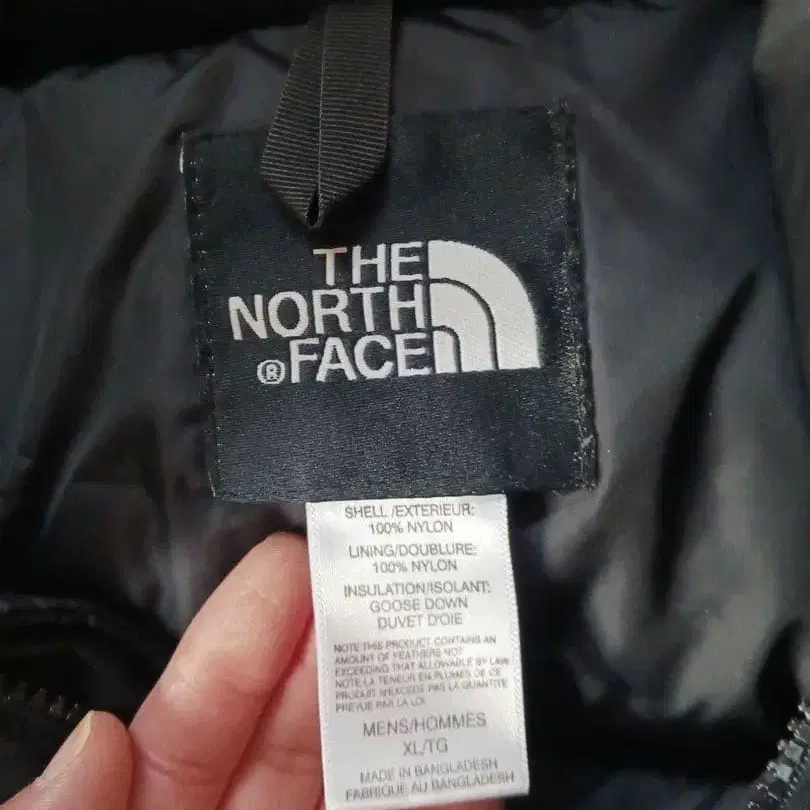 THE
NORTH
®FACE
SHELL /EXTERIEUR:
100% NYLON
LINING/DOUBLURE:
100% NYLON
INSULATION/ISOLANT:
GOOSE DOWN
DUVET D'OIE
NOTE THIS PRODUCT CONTAINS AN
AMOUNT OF FEATHERS NOT
EXCEEDING THAT ALLOWABLE BY LAW
NOTE LA TENEUR EN PLUMES DE CE
PRODUIT N'EXCEDE PAS LA QUANTITE
PREVUE PAR LA LOI.
MENS/HOMMES
XL/TG
MADE IN BANGLADESH
FABRIQUE AU BANGLADESH